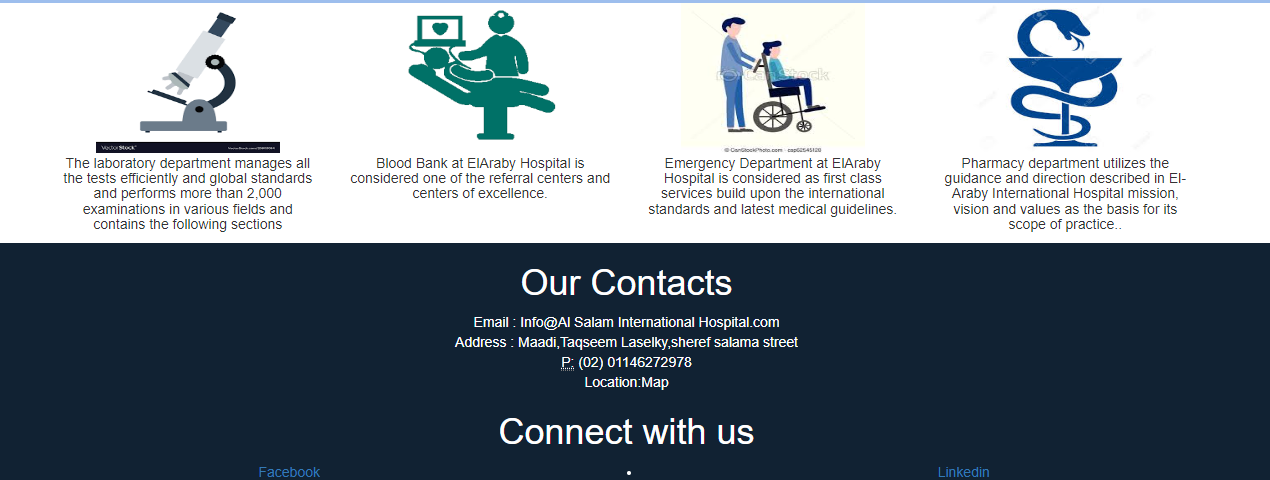 VectorStock®
CanStock
© CanStockPhoto.com - csp62545128
The laboratory department manages all
the tests efficiently and global standards
and performs more than 2,000
examinations in various fields and
contains the following sections
Blood Bank at ElAraby Hospital is
considered one of the referral centers and
centers of excellence.
Emergency Department at ElAraby
Hospital is considered as first class
services build upon the international
standards and latest medical guidelines.
Pharmacy department utilizes the
guidance and direction described in El-
Araby International Hospital mission,
vision and values as the basis for its
scope of practice..
Our Contacts
Email : Info@Al Salam International Hospital.com
Address : Maadi,Taqseem Laselky,sheref salama street
P: (02) 01146272978
Location:Map
Connect with us
Facebook
•
Linkedin